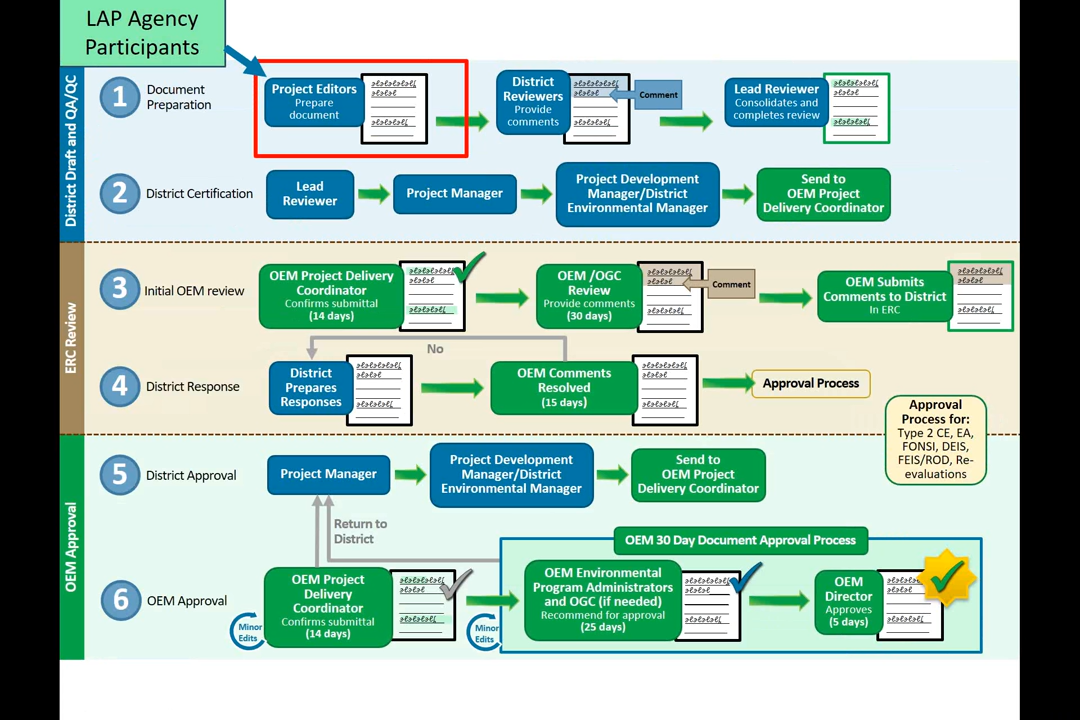 LAP Agency
Participants
District Draft and QA/QC
1
Document
Preparation
Project Editors
Prepare
document
District
Reviewers
Provide
comments
Comment
Lead Reviewer
Consolidates and
completes review
2
District Certification
Lead
Reviewer
Project Manager
Project Development
Manager/District
Environmental Manager
Send to
OEM Project
Delivery Coordinator
ERC Review
3
Initial OEM review
OEM Project Delivery
Coordinator
Confirms submittal
(14 days)
OEM /OGC
Review
Provide comments
(30 days)
Comment
OEM Submits
Comments to District
In ERC
No
4
District Response
District
Prepares
Responses
OEM Comments
Resolved
(15 days)
Approval Process
Approval
Process for:
Type 2 CE, EA,
FONSI, DEIS,
FEIS/ROD, Re-
evaluations
OEM Approval
5
District Approval
Project Manager
Project Development
Manager/District
Environmental Manager
Send to
OEM Project
Delivery Coordinator
Return to
District
OEM 30 Day Document Approval Process
6
OEM Approval
OEM Project
Delivery
Coordinator
Confirms submittal
(14 days)
Minor
Edits
OEM Environmental
Program Administrators
and OGC (if needed)
Recommend for approval
(25 days)
Minor
Edits
OEM
Director
Approves
(5 days)